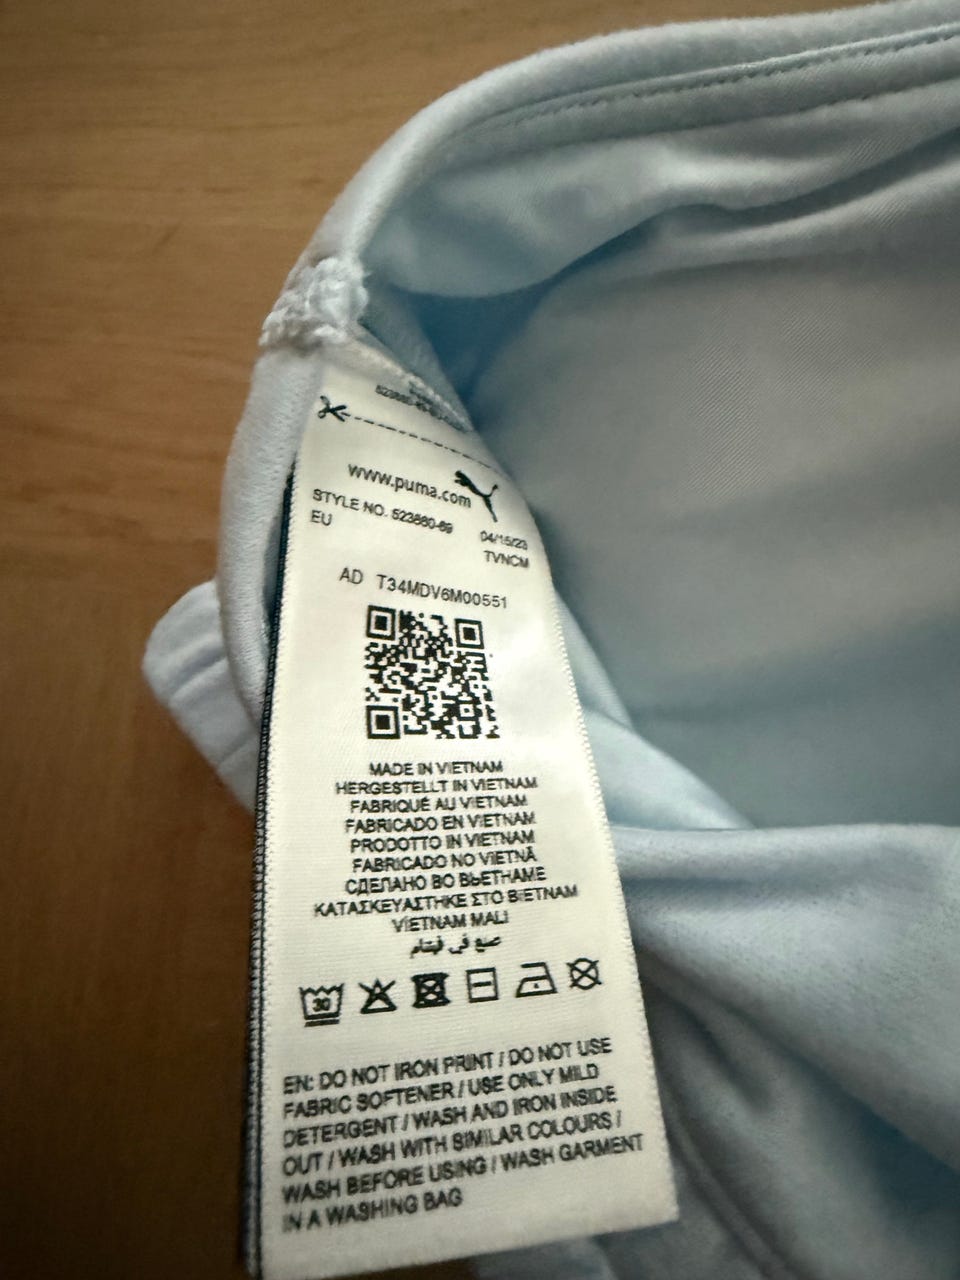 www.puma.com
STYLE NO. 523660-69 04/15/23
EU TVNCM
AD T34MDV6M00551
MADE IN VIETNAM
HERGESTELLT IN VIETNAM
FABRIQUÉ AU VIETNAM
FABRICADO EN VIETNAM
PRODOTTO IN VIETNAM
FABRICADO NO VIETNÃ
СДЕЛАНО ВО ВЬЕТНАМЕ
ΚΑΤΑΣΚΕΥΑΣΤΗΚΕ ΣΤΟ ΒΙΕΤΝΑΜ
VİETNAM MALI
صنع في فيتنام
30
EN: DO NOT IRON PRINT / DO NOT USE
FABRIC SOFTENER / USE ONLY MILD
DETERGENT / WASH AND IRON INSIDE
OUT / WASH WITH SIMILAR COLOURS /
WASH BEFORE USING / WASH GARMENT
IN A WASHING BAG